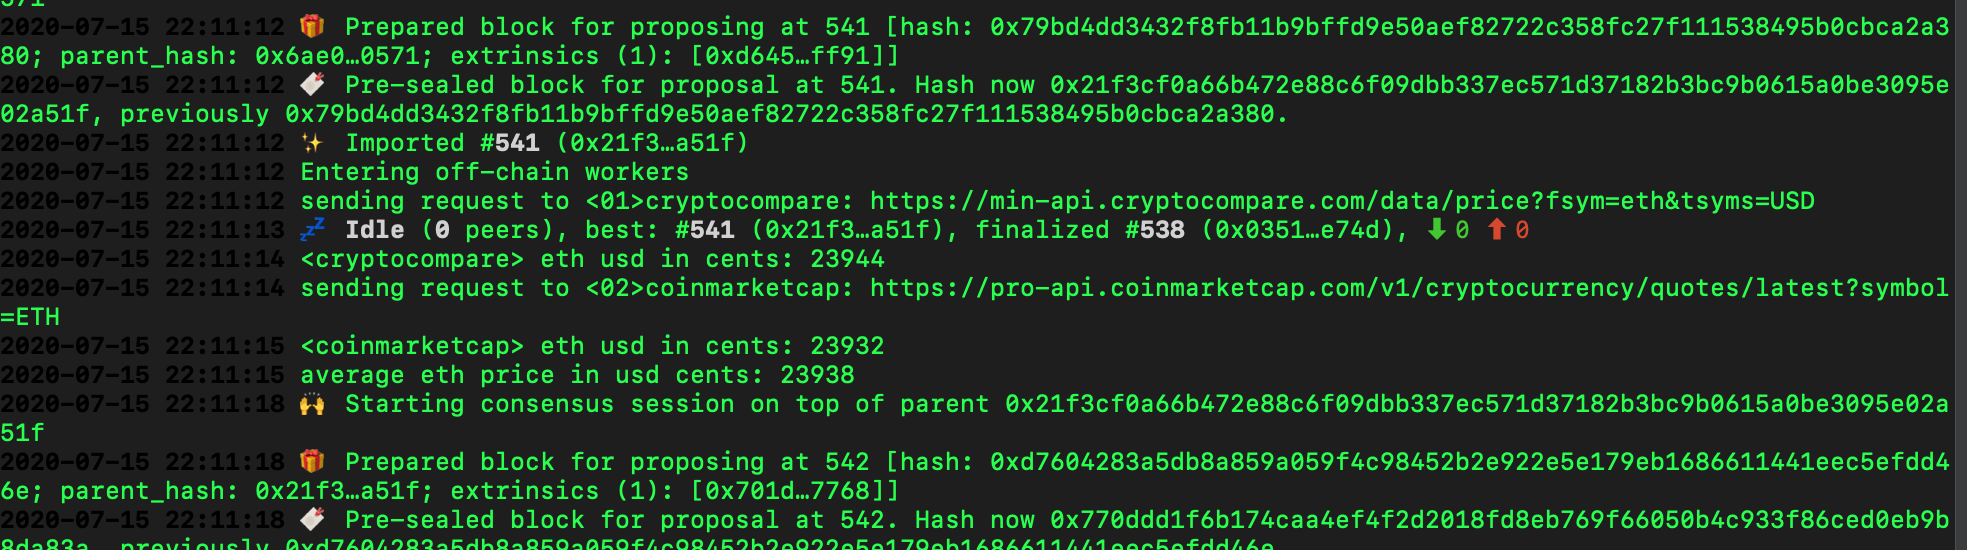 2020-07-15 22:11:12 🎁 Prepared block for proposing at 541 [hash: 0x79bd4dd3432f8fb11b9bffd9e50aef82722c358fc27f111538495b0cbca2a3
80; parent_hash: 0x6ae0…0571; extrinsics (1): [0xd645…ff91]]
2020-07-15 22:11:12 🔖 Pre-sealed block for proposal at 541. Hash now 0x21f3cf0a66b472e88c6f09dbb337ec571d37182b3bc9b0615a0be3095e
02a51f, previously 0x79bd4dd3432f8fb11b9bffd9e50aef82722c358fc27f111538495b0cbca2a380.
2020-07-15 22:11:12 ✨ Imported #541 (0x21f3…a51f)
2020-07-15 22:11:12 Entering off-chain workers
2020-07-15 22:11:12 sending request to <01>cryptocompare: https://min-api.cryptocompare.com/data/price?fsym=eth&tsyms=USD
2020-07-15 22:11:13 💤 Idle (0 peers), best: #541 (0x21f3…a51f), finalized #538 (0x0351…e74d), ⬇ 0 ⬆ 0
2020-07-15 22:11:14 <cryptocompare> eth usd in cents: 23944
2020-07-15 22:11:14 sending request to <02>coinmarketcap: https://pro-api.coinmarketcap.com/v1/cryptocurrency/quotes/latest?symbol
=ETH
2020-07-15 22:11:15 <coinmarketcap> eth usd in cents: 23932
2020-07-15 22:11:15 average eth price in usd cents: 23938
2020-07-15 22:11:18 🙌 Starting consensus session on top of parent 0x21f3cf0a66b472e88c6f09dbb337ec571d37182b3bc9b0615a0be3095e02a
51f
2020-07-15 22:11:18 🎁 Prepared block for proposing at 542 [hash: 0xd7604283a5db8a859a059f4c98452b2e922e5e179eb1686611441eec5efdd4
6e; parent_hash: 0x21f3…a51f; extrinsics (1): [0x701d…7768]]
2020-07-15 22:11:18 🔖 Pre-sealed block for proposal at 542. Hash now 0x770ddd1f6b174caa4ef4f2d2018fd8eb769f66050b4c933f86ced0eb9b
8da83a, previously 0xd7604283a5db8a859a059f4c98452b2e922e5e179eb1686611441eec5efdd46e